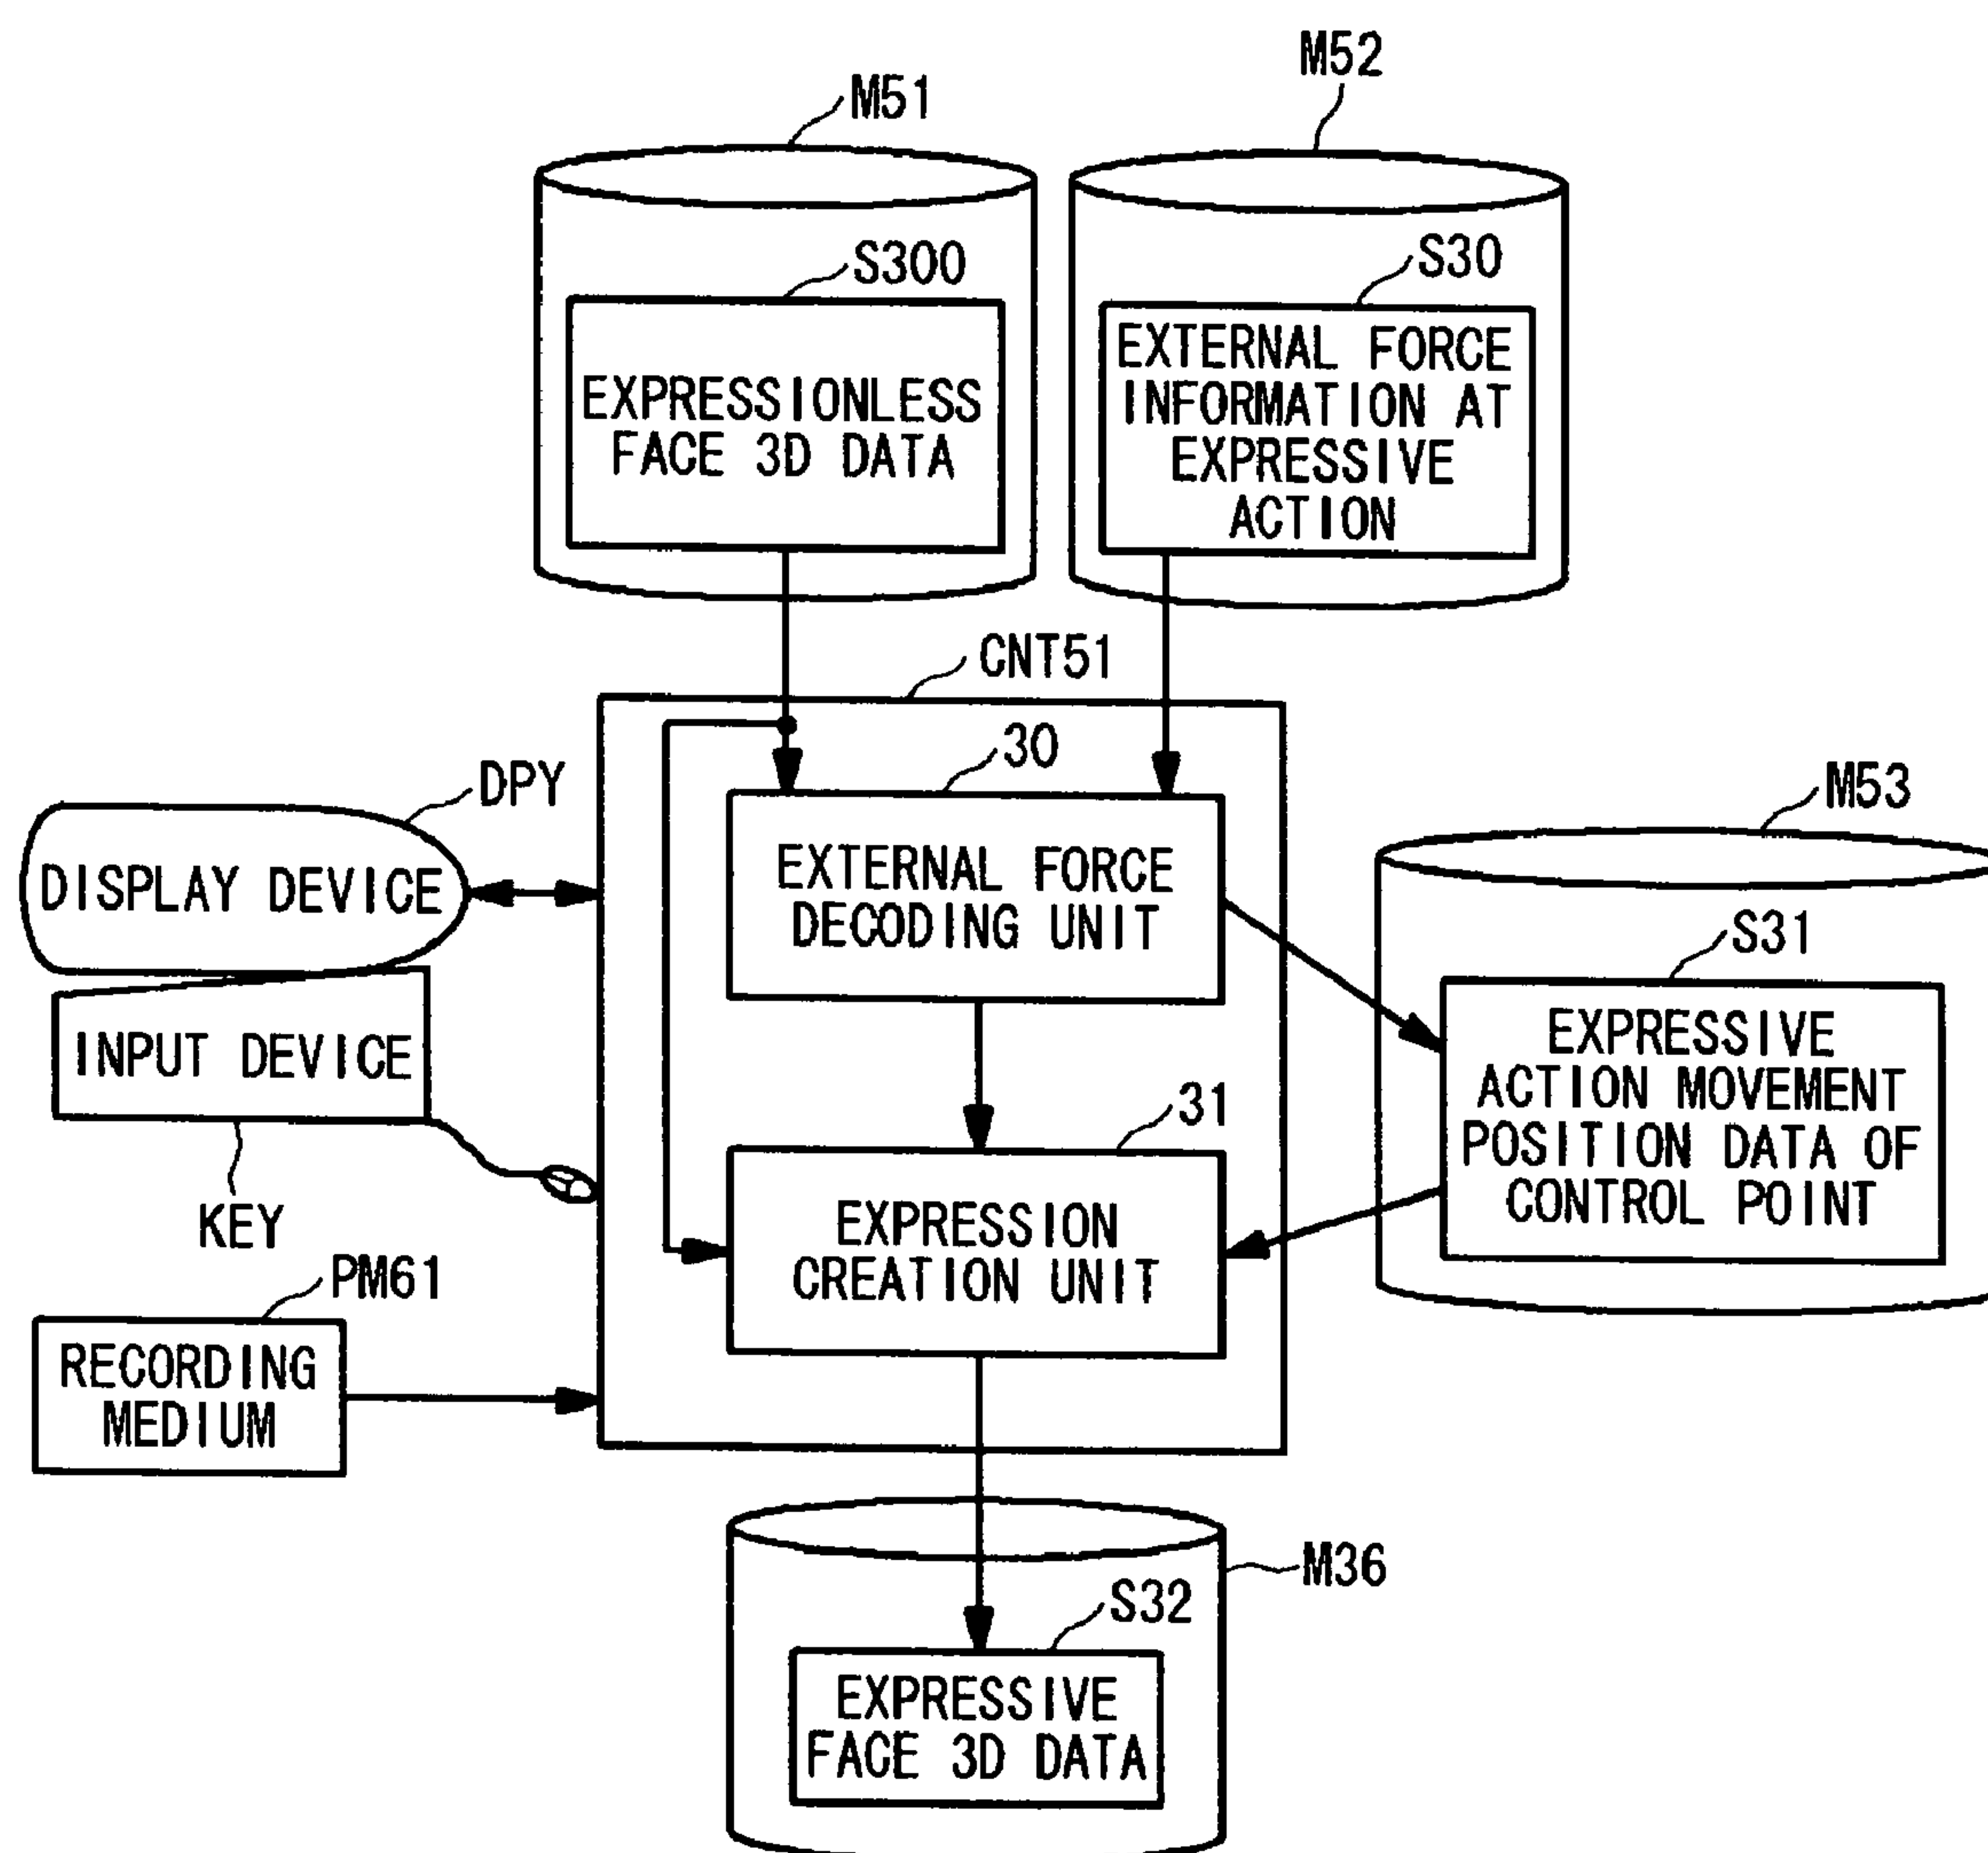 M52
M51
S300
S30
EXPRESSIONLESS
FACE 3D DATA
EXTERNAL FORCE
INFORMATION AT
EXPRESSIVE
ACTION
CNT51
30
DPY
M53
DISPLAY DEVICE
EXTERNAL FORCE
DECODING UNIT
S31
INPUT DEVICE
EXPRESSIVE
ACTION MOVEMENT
POSITION DATA OF
CONTROL POINT
31
KEY
EXPRESSION
CREATION UNIT
PM61
RECORDING
MEDIUM
M36
S32
EXPRESSIVE
FACE 3D DATA